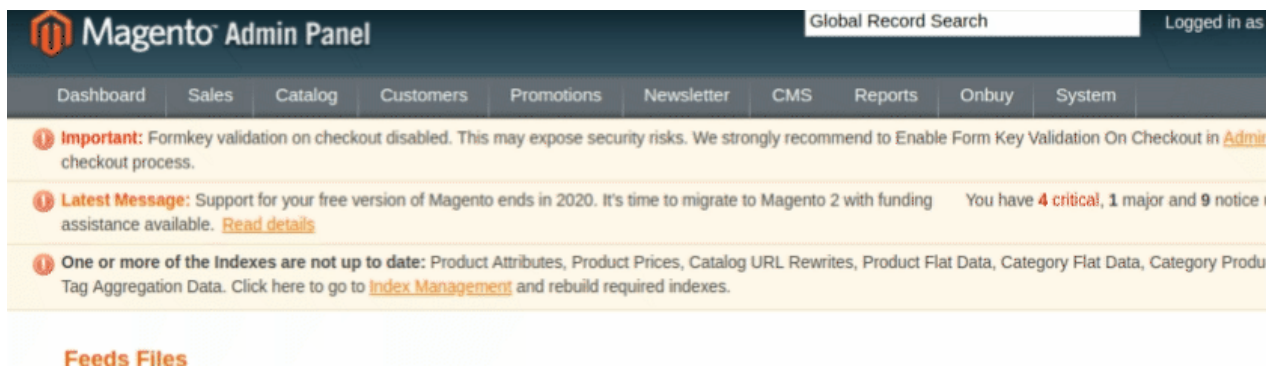 Magento Admin Panel
Global Record Search
Logged in as
Dashboard Sales Catalog Customers Promotions Newsletter CMS Reports Onbuy System
Important: Formkey validation on checkout disabled. This may expose security risks. We strongly recommend to Enable Form Key Validation On Checkout in Admin
checkout process.
Latest Message: Support for your free version of Magento ends in 2020. It's time to migrate to Magento 2 with funding You have 4 critical, 1 major and 9 notice
assistance available. Read details
One or more of the Indexes are not up to date: Product Attributes, Product Prices, Catalog URL Rewrites, Product Flat Data, Category Flat Data, Category
Tag Aggregation Data. Click here to go to Index Management and rebuild required indexes.
Feeds Files